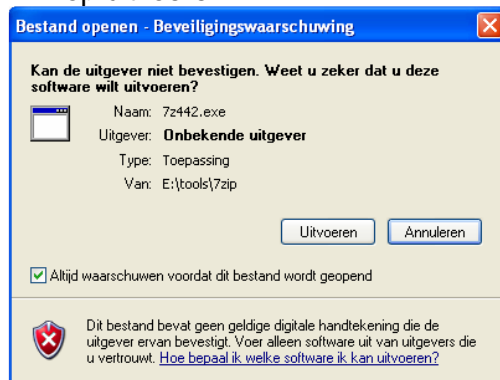 Bestand openen - Beveiligingswaarschuwing
Kan de uitgever niet bevestigen. Weet u zeker dat u deze
software wilt uitvoeren?
Naam: 7z442.exe
Uitgever: Onbekende uitgever
Type: Toepassing
Van: E:\tools\7zip
Uitvoeren Annuleren
Altijd waarschuwen voordat dit bestand wordt geopend
Dit bestand bevat geen geldige digitale handtekening die de
uitgever ervan bevestigt. Voer alleen software uit van uitgevers die
u vertrouwt. Hoe bepaal ik welke software ik kan uitvoeren?